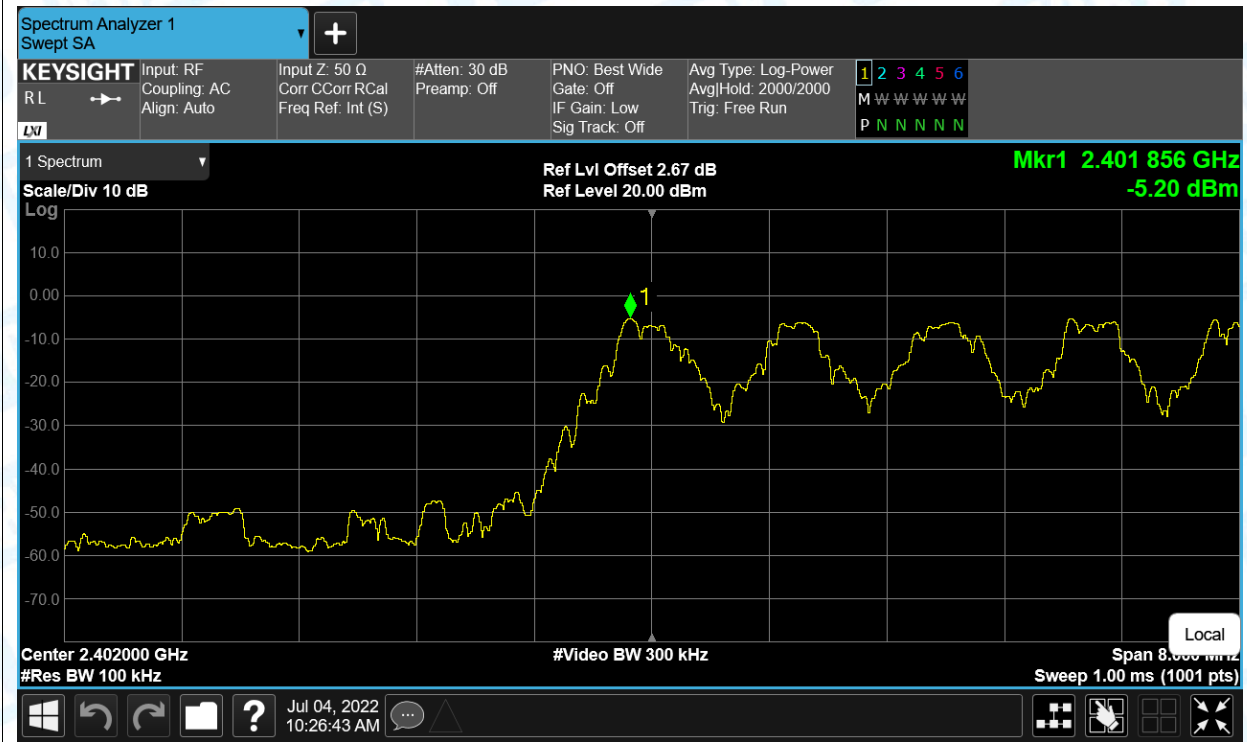 Spectrum Analyzer 1
Swept SA
KEYSIGHT
R L
LXI
Input: RF
Coupling: AC
Align: Auto
Input Z: 50 Ω
Corr CCorr RCal
Freq Ref: Int (S)
#Atten: 30 dB
Preamp: Off
PNO: Best Wide
Gate: Off
IF Gain: Low
Sig Track: Off
Avg Type: Log-Power
Avg|Hold: 2000/2000
Trig: Free Run
1 2 3 4 5 6
M W W W W W
P N N N N N
1 Spectrum
Scale/Div 10 dB
Log
Ref Lvl Offset 2.67 dB
Ref Level 20.00 dBm
Mkr1 2.401 856 GHz
-5.20 dBm
10.0
0.00
-10.0
-20.0
-30.0
-40.0
-50.0
-60.0
-70.0
1
Center 2.402000 GHz
#Res BW 100 kHz
#Video BW 300 kHz
Local
Span
Sweep 1.00 ms (1001 pts)
?
Jul 04, 2022
10:26:43 AM